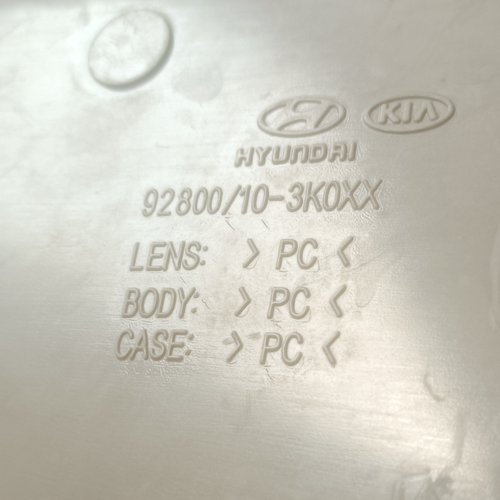 KIA
HYUNDAI
92800/10-3K0XX
LENS: > PC <
BODY: > PC <
CASE: > PC <